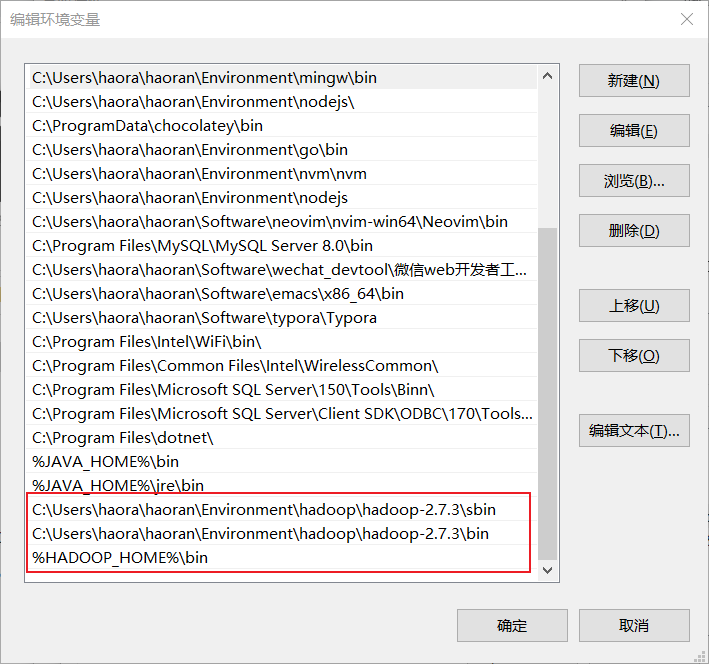 编辑环境变量
C:\Users\haora\haoran\Environment\mingw\bin
C:\Users\haora\haoran\Environment\nodejs\
C:\ProgramData\chocolatey\bin
C:\Users\haora\haoran\Environment\go\bin
C:\Users\haora\haoran\Environment\nvm\nvm
C:\Users\haora\haoran\Environment\nodejs
C:\Users\haora\haoran\Software\neovim\nvim-win64\Neovim\bin
C:\Program Files\MySQL\MySQL Server 8.0\bin
C:\Users\haora\haoran\Software\wechat_devtool\微信web开发者工...
C:\Users\haora\haoran\Software\emacs\x86_64\bin
C:\Users\haora\haoran\Software\typora\Typora
C:\Program Files\Intel\WiFi\bin\
C:\Program Files\Common Files\Intel\WirelessCommon\
C:\Program Files\Microsoft SQL Server\150\Tools\Binn\
C:\Program Files\Microsoft SQL Server\Client SDK\ODBC\170\Tools...
C:\Program Files\dotnet\
%JAVA_HOME%\bin
%JAVA_HOME%\jre\bin
C:\Users\haora\haoran\Environment\hadoop\hadoop-2.7.3\sbin
C:\Users\haora\haoran\Environment\hadoop\hadoop-2.7.3\bin
%HADOOP_HOME%\bin
新建(N)
编辑(E)
浏览(B)...
删除(D)
上移(U)
下移(O)
编辑文本(T)...
确定
取消